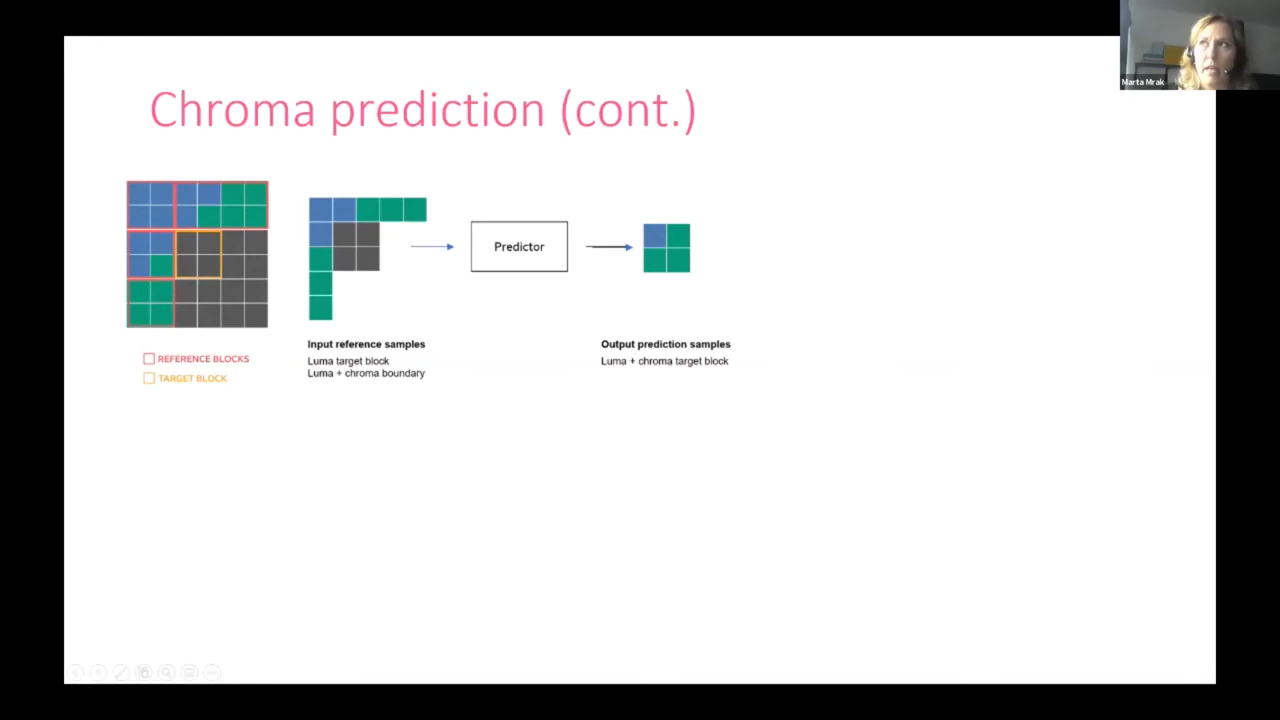 Marta Mrak
Chroma prediction (cont.)
Predictor
REFERENCE BLOCKS
TARGET BLOCK
Input reference samples
Luma target block
Luma + chroma boundary
Output prediction samples
Luma + chroma target block